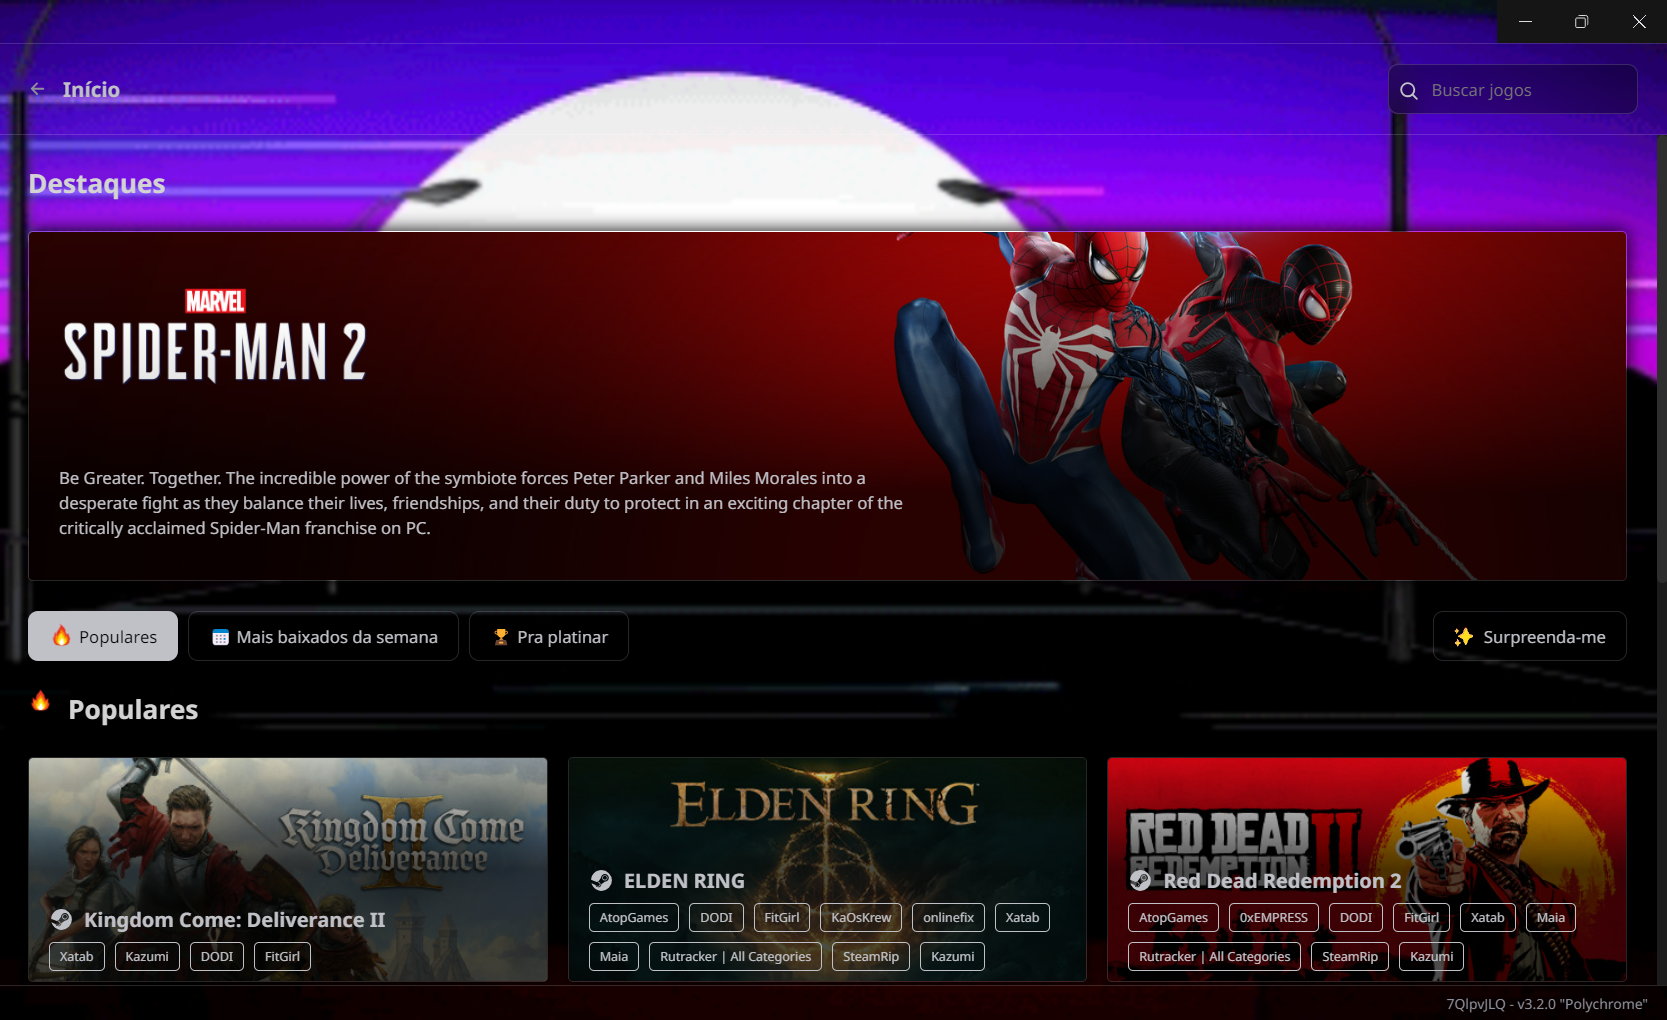 Início
Buscar jogos
Destaques
MARVEL
SPIDER-MAN 2
Be Greater. Together. The incredible power of the symbiote forces Peter Parker and Miles Morales into a
desperate fight as they balance their lives, friendships, and their duty to protect in an exciting chapter of the
critically acclaimed Spider-Man franchise on PC.
Populares
Mais baixados da semana
Pra platinar
Surpreenda-me
Populares
Kingdom Come
II
Deliverance
Kingdom Come: Deliverance II
Xatab
Kazumi
DODI
FitGirl
ELDEN RING
ELDEN RING
AtopGames
DODI
FitGirl
KaOsKrew
onlinefix
Xatab
Maia
Rutracker | All Categories
SteamRip
Kazumi
RED DEAD II
REDEMPTION
Red Dead Redemption 2
AtopGames
0xEMPRESS
DODI
FitGirl
Xatab
Maia
Rutracker | All Categories
SteamRip
Kazumi
7QlpvJLQ - v3.2.0 "Polychrome"